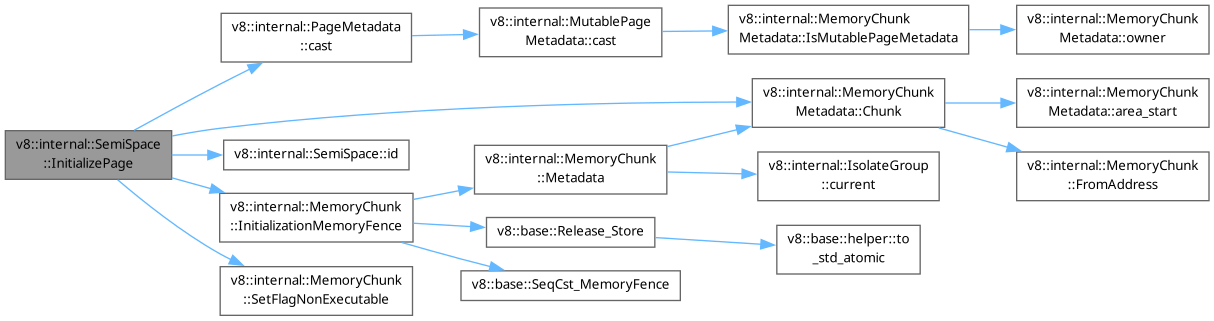 v8::internal::SemiSpace
::InitializePage
v8::internal::PageMetadata
::cast
v8::internal::MutablePage
Metadata::cast
v8::internal::MemoryChunk
Metadata::IsMutablePageMetadata
v8::internal::MemoryChunk
Metadata::owner
v8::internal::MemoryChunk
Metadata::Chunk
v8::internal::MemoryChunk
Metadata::area_start
v8::internal::MemoryChunk
::FromAddress
v8::internal::SemiSpace::id
v8::internal::MemoryChunk
::InitializationMemoryFence
v8::internal::MemoryChunk
::Metadata
v8::internal::IsolateGroup
::current
v8::base::Release_Store
v8::base::helper::to
_std_atomic
v8::base::SeqCst_MemoryFence
v8::internal::MemoryChunk
::SetFlagNonExecutable